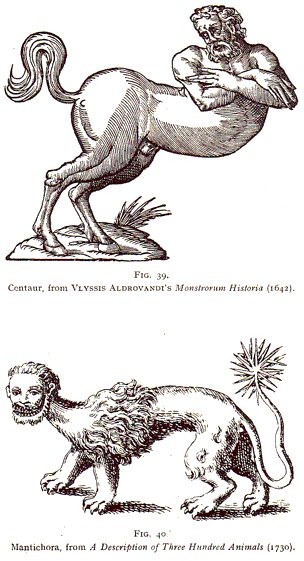 Fig. 39.
Centaur, from Vlyssis Aldrovandi's Monstrorum Historia (1642).
Fig. 40
Mantichora, from A Description of Three Hundred Animals (1730).